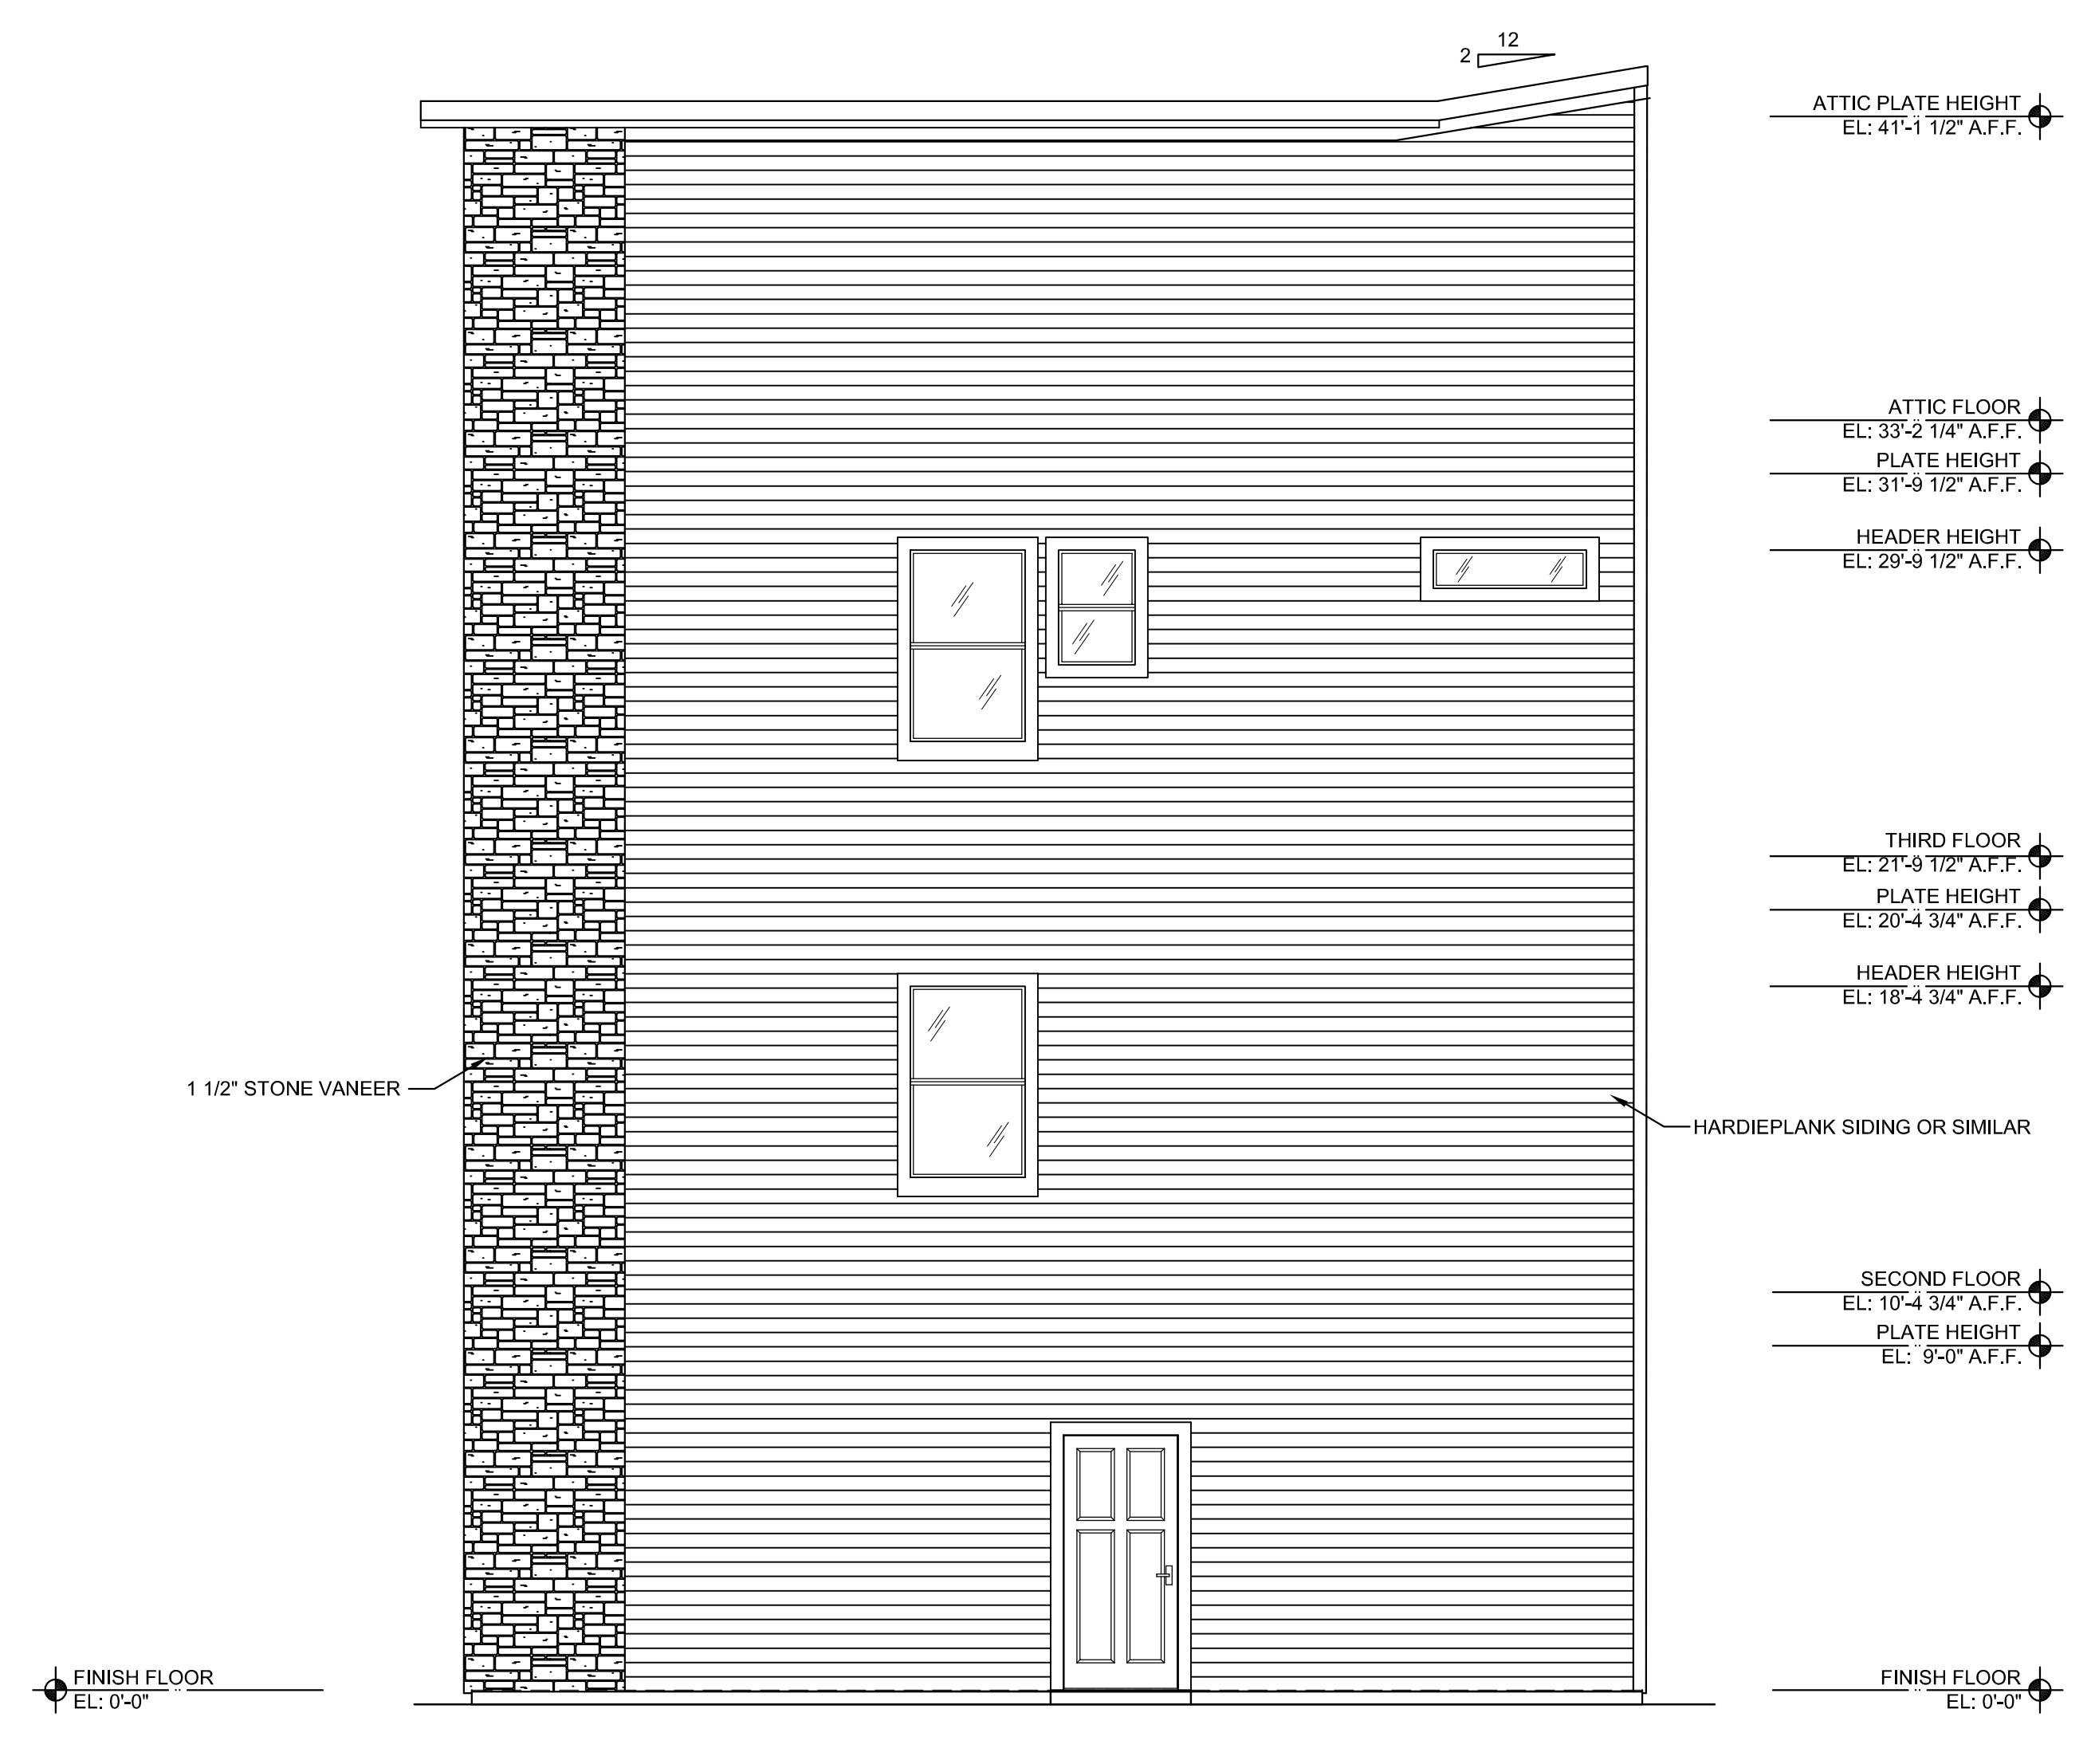 12
2
ATTIC PLATE HEIGHT
EL: 41'-1 1/2" A.F.F.
ATTIC FLOOR
EL: 33'-2 1/4" A.F.F.
PLATE HEIGHT
EL: 31'-9 1/2" A.F.F.
HEADER HEIGHT
EL: 29'-9 1/2" A.F.F.
THIRD FLOOR
EL: 21'-9 1/2" A.F.F.
PLATE HEIGHT
EL: 20'-4 3/4" A.F.F.
HEADER HEIGHT
EL: 18'-4 3/4" A.F.F.
1 1/2" STONE VANEER
HARDIEPLANK SIDING OR SIMILAR
SECOND FLOOR
EL: 10'-4 3/4" A.F.F.
PLATE HEIGHT
EL: 9'-0" A.F.F.
FINISH FLOOR
EL: 0'-0"
FINISH FLOOR
EL: 0'-0"